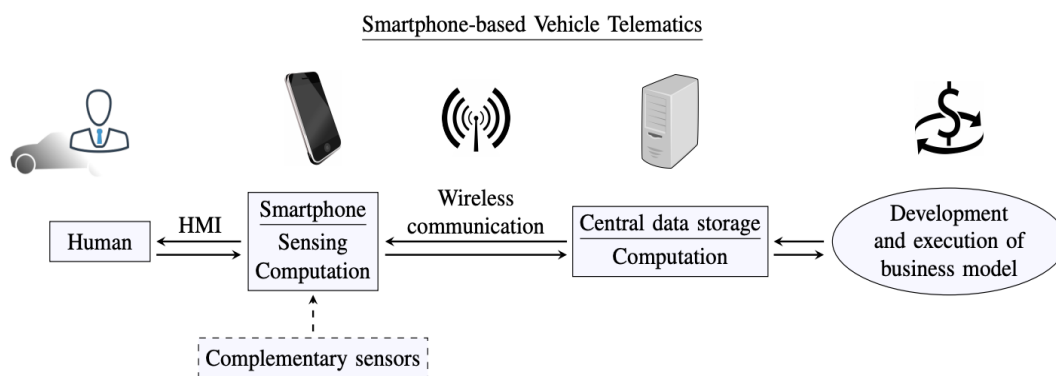 Smartphone-based Vehicle Telematics
Human
HMI
Smartphone
Sensing
Computation
Wireless
communication
Central data storage
Computation
Development
and execution of
business model
Complementary sensors